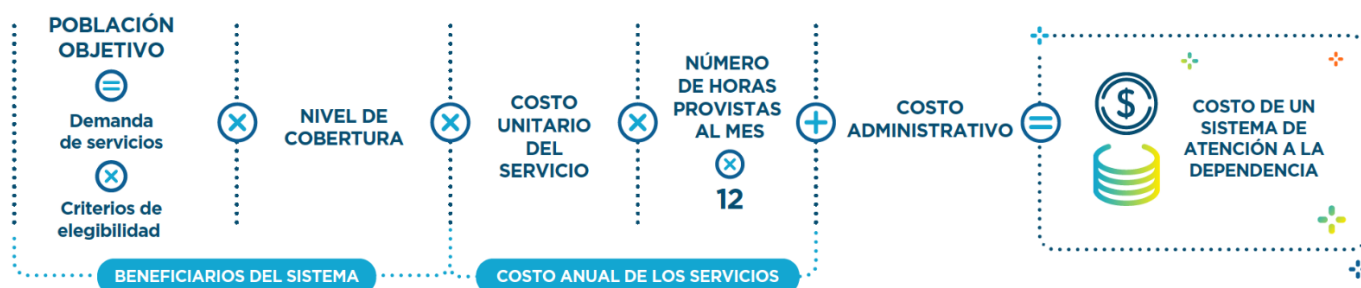 POBLACIÓN
OBJETIVO
=
Demanda
de servicios
×
Criterios de
elegibilidad
×
NIVEL DE
COBERTURA
×
COSTO
UNITARIO
DEL
SERVICIO
×
NÚMERO
DE HORAS
PROVISTAS
AL MES
×
12
+
COSTO
ADMINISTRATIVO
=
$
COSTO DE UN
SISTEMA DE
ATENCIÓN A LA
DEPENDENCIA
BENEFICIARIOS DEL SISTEMA
COSTO ANUAL DE LOS SERVICIOS